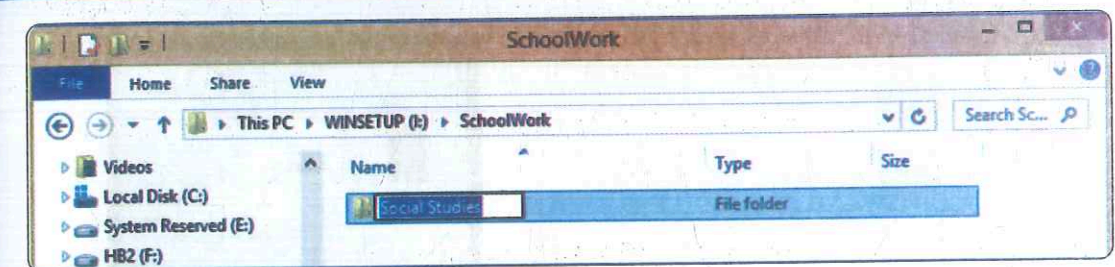 SchoolWork
File Home Share View
This PC WINSETUP (I:) SchoolWork Search Sc...
Name Type Size
Videos
Local Disk (C:)
Social Studies File folder
System Reserved (E:)
HB2 (F:)